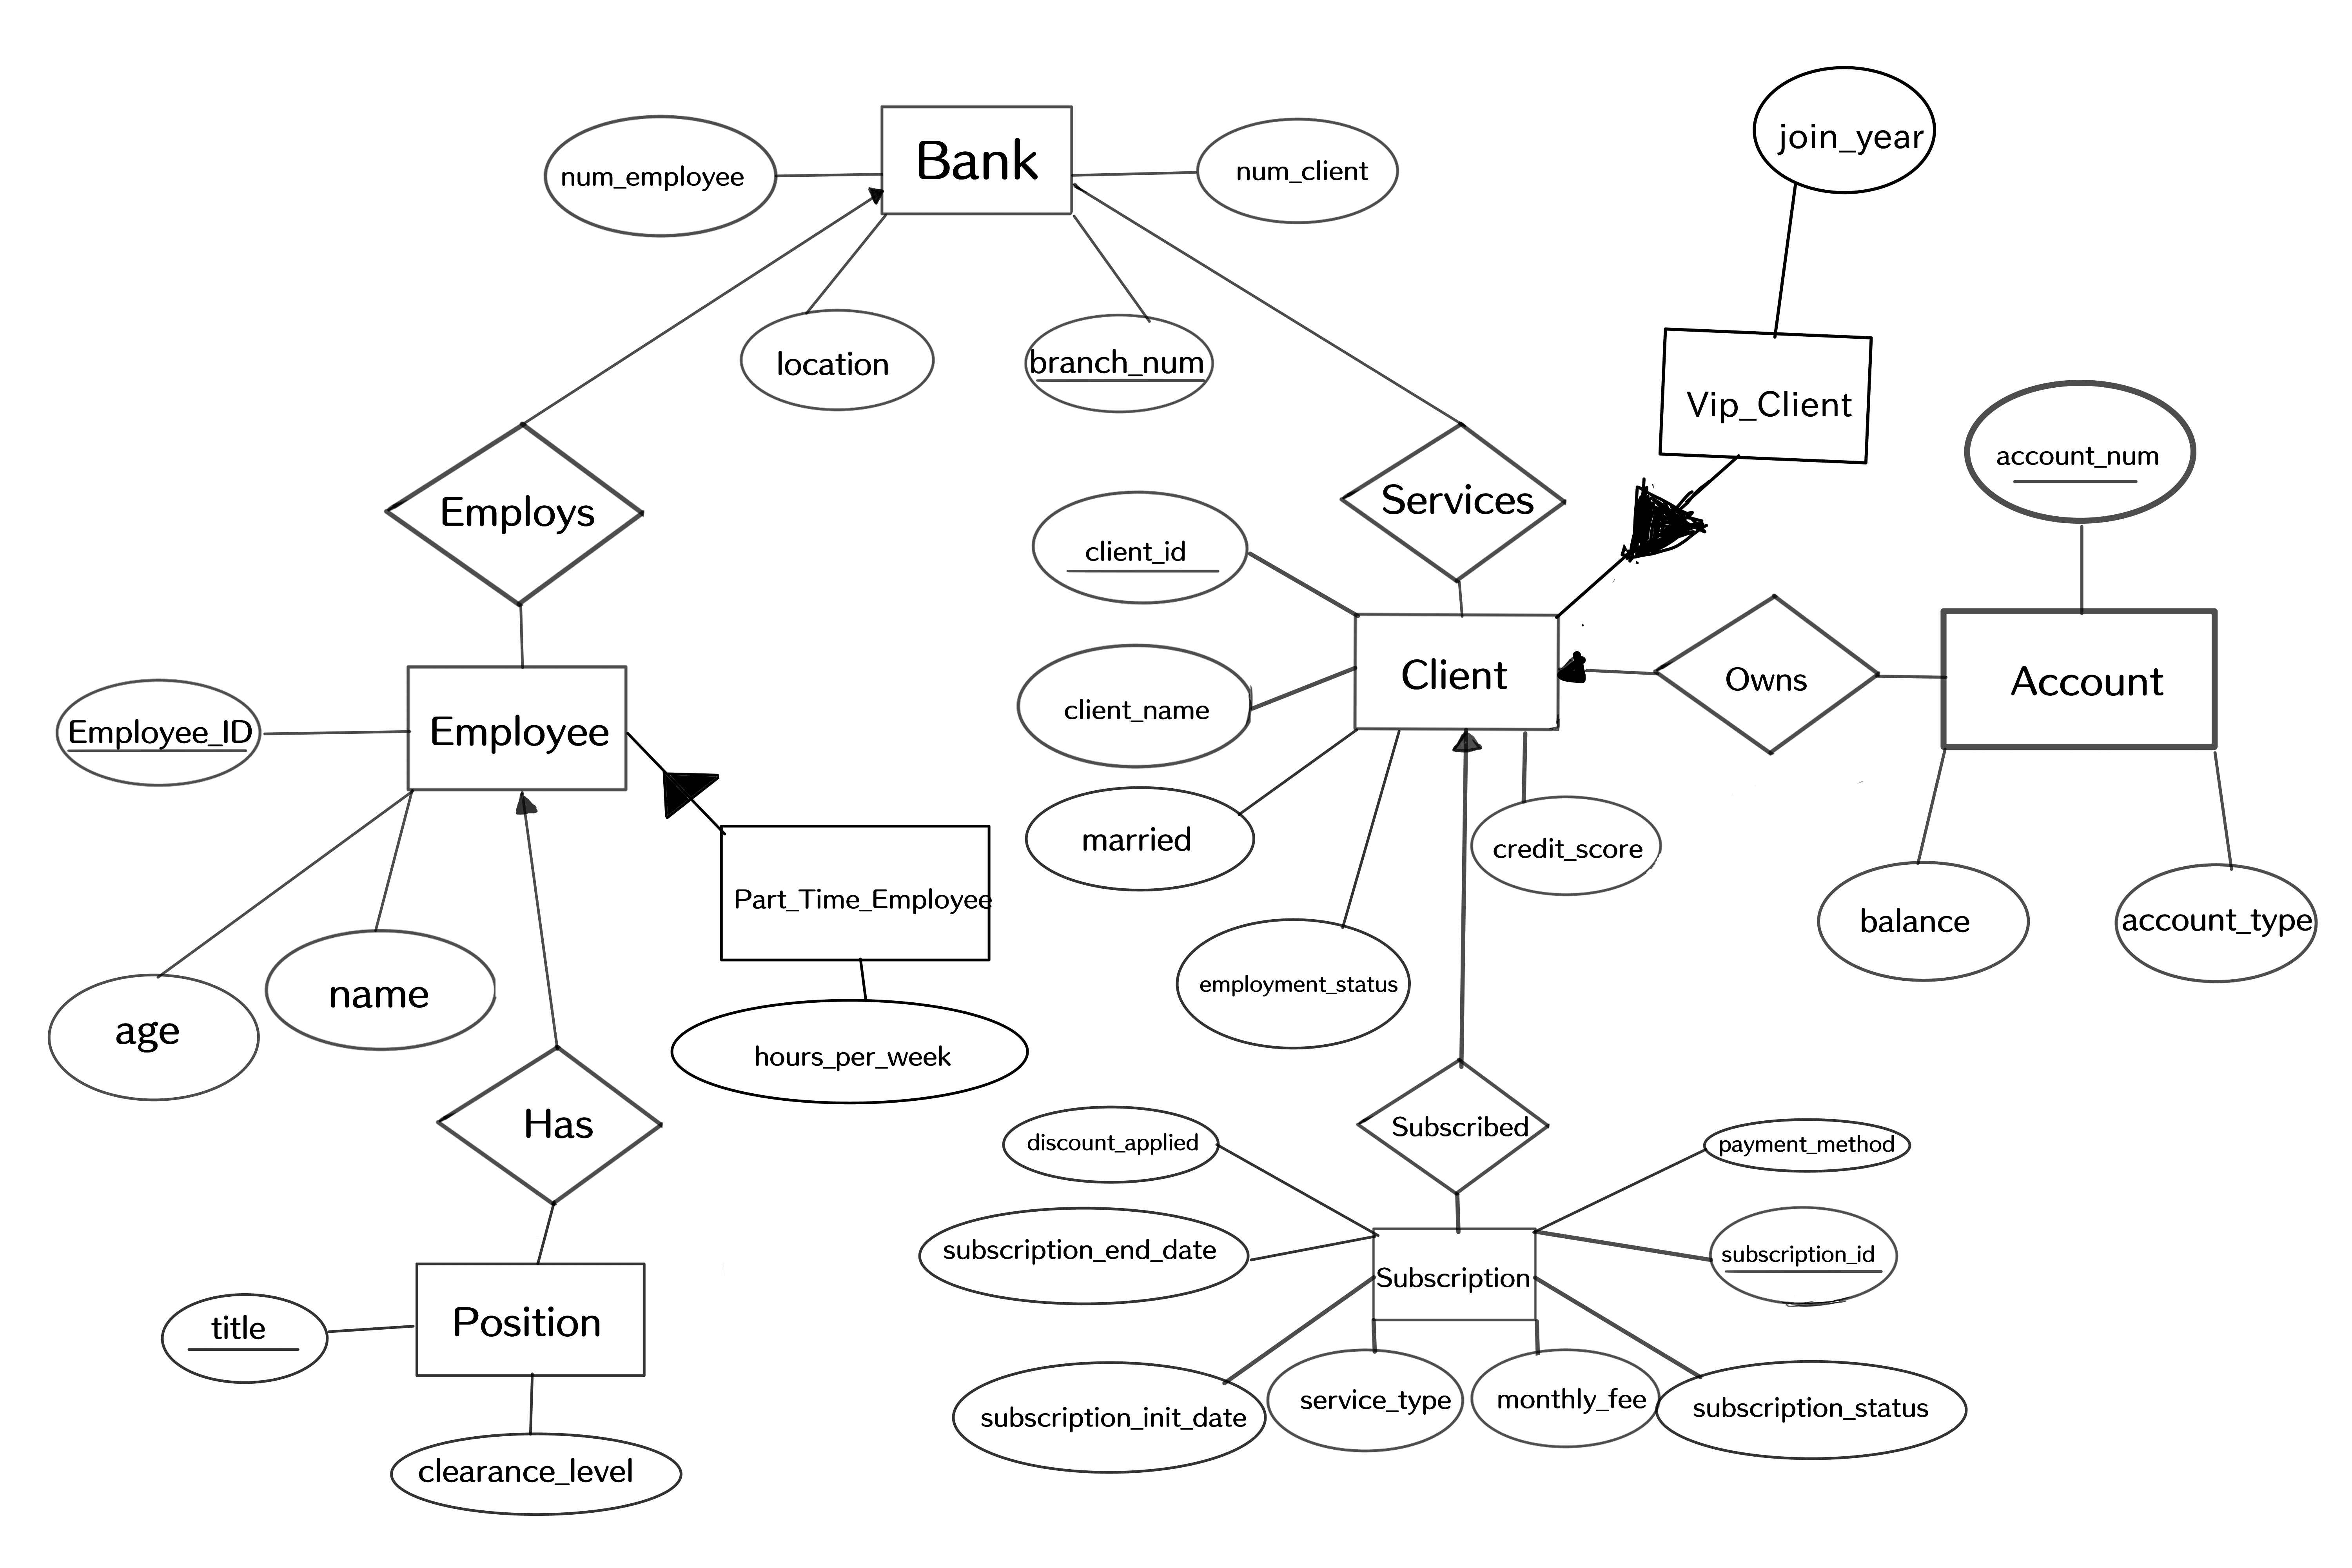 join_year
Bank
num_employee
num_client
location
branch_num
Vip_Client
account_num
Employs
Services
client_id
Client
Owns
Account
client_name
Employee_ID
Employee
married
credit_score
Part_Time_Employee
balance
account_type
employment_status
name
age
hours_per_week
Has
Subscribed
discount_applied
payment_method
subscription_end_date
subscription_id
Subscription
title
Position
service_type
monthly_fee
subscription_status
subscription_init_date
clearance_level